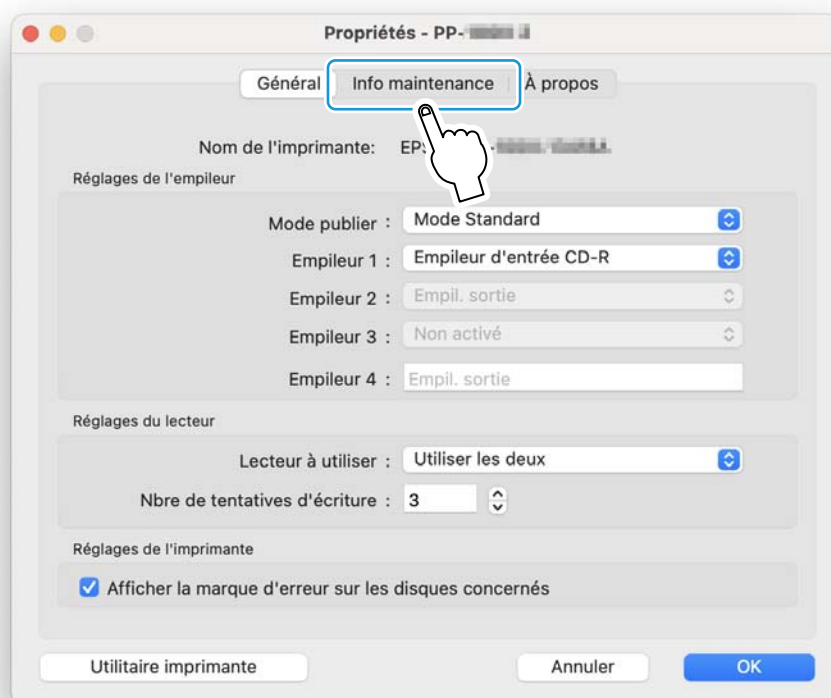 Propriétés - PP-
Général Info maintenance À propos
Nom de l'imprimante:
Réglages de l'empileur
Mode publier : Mode Standard
Empileur 1 : Empileur d'entrée CD-R
Empileur 2 : Empil. sortie
Empileur 3 : Non activé
Empileur 4 : Empil. sortie
Réglages du lecteur
Lecteur à utiliser : Utiliser les deux
Nbre de tentatives d'écriture : 3
Réglages de l'imprimante
Afficher la marque d'erreur sur les disques concernés
Utilitaire imprimante Annuler OK